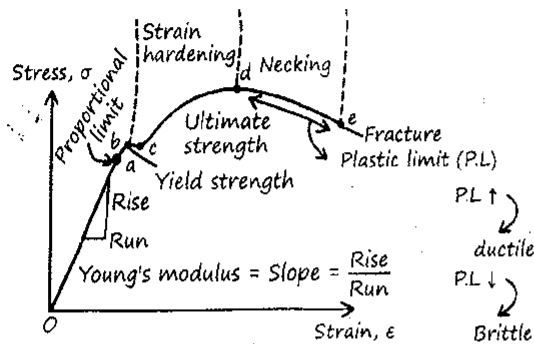 Strain
hardening
Stress, σ
Proportional
limit
d
Necking
b
a
c
e
Ultimate
strength
Fracture
Plastic limit (P.L)
Yield strength
Rise
Run
P.L ↑
ductile
Young's modulus = Slope = Rise
Run
P.L ↓
Brittle
O
Strain, ε